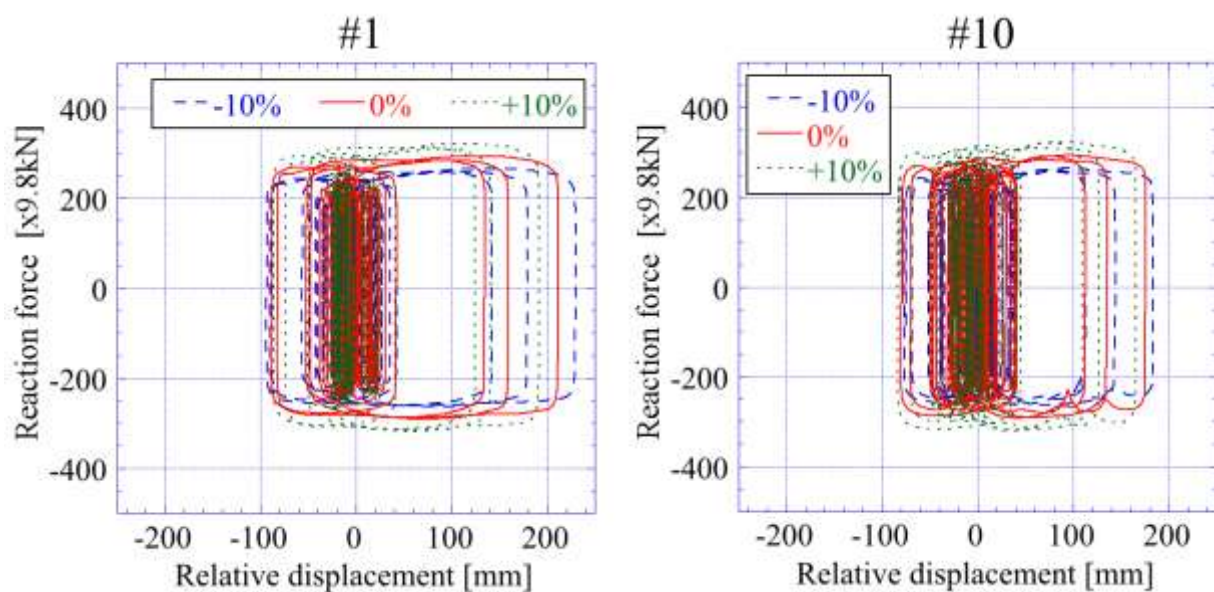 #1
-10% 0% +10%
400
200
0
-200
-400
Reaction force [x9.8kN]
-200 -100 0 100 200
Relative displacement [mm]
#10
-10%
0%
+10%
400
200
0
-200
-400
Reaction force [x9.8kN]
-200 -100 0 100 200
Relative displacement [mm]